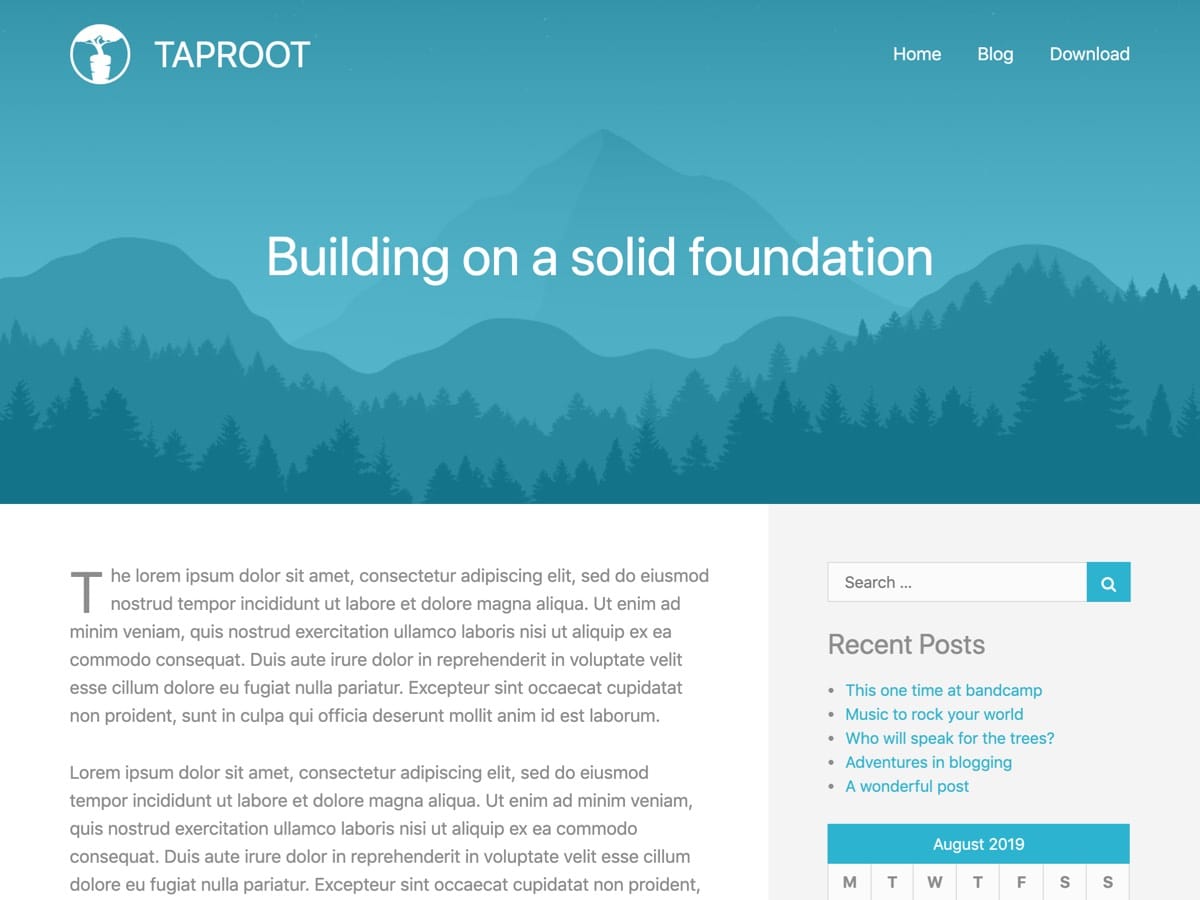 TAPROOT
Home Blog Download
Building on a solid foundation
The lorem ipsum dolor sit amet, consectetur adipiscing elit, sed do eiusmod
nostrud tempor incididunt ut labore et dolore magna aliqua. Ut enim ad
minim veniam, quis nostrud exercitation ullamco laboris nisi ut aliquip ex ea
commodo consequat. Duis aute irure dolor in reprehenderit in voluptate velit
esse cillum dolore eu fugiat nulla pariatur. Excepteur sint occaecat cupidatat
non proident, sunt in culpa qui officia deserunt mollit anim id est laborum.
Lorem ipsum dolor sit amet, consectetur adipiscing elit, sed do eiusmod
tempor incididunt ut labore et dolore magna aliqua. Ut enim ad minim veniam,
quis nostrud exercitation ullamco laboris nisi ut aliquip ex ea commodo
consequat. Duis aute irure dolor in reprehenderit in voluptate velit esse cillum
dolore eu fugiat nulla pariatur. Excepteur sint occaecat cupidatat non proident,
Search ...
Recent Posts
• This one time at bandcamp
• Music to rock your world
• Who will speak for the trees?
• Adventures in blogging
• A wonderful post
August 2019
M T W T F S S